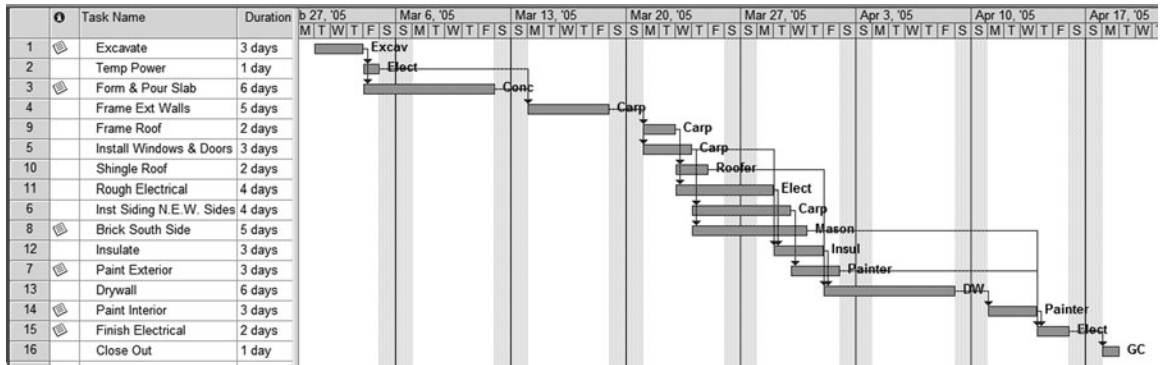 Task Name Duration b 27, '05 Mar 6, '05 Mar 13, '05 Mar 20, '05 Mar 27, '05 Apr 3, '05 Apr 10, '05 Apr 17, '05
M T W T F S S M T W T F S S M T W T F S S M T W T F S S M T W T F S S M T W T F S S M T W T F S S M T W T
1 Excavate 3 days Excav
2 Temp Power 1 day Elect
3 Form & Pour Slab 6 days Conc
4 Frame Ext Walls 5 days Carp
9 Frame Roof 2 days Carp
5 Install Windows & Doors 3 days Carp
10 Shingle Roof 2 days Roofer
11 Rough Electrical 4 days Elect
6 Inst Siding N.E.W. Sides 4 days Carp
8 Brick South Side 5 days Mason
12 Insulate 3 days Insul
7 Paint Exterior 3 days Painter
13 Drywall 6 days DW
14 Paint Interior 3 days Painter
15 Finish Electrical 2 days Elect
16 Close Out 1 day GC